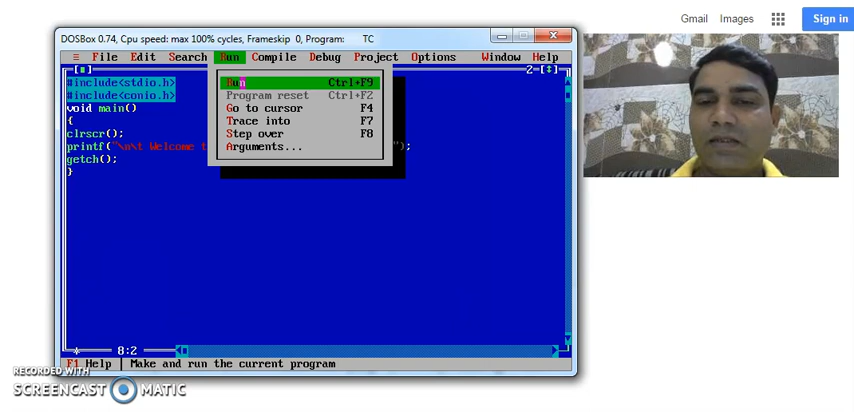 Gmail Images Sign in
DOSBox 0.74, Cpu speed: max 100% cycles, Frameskip 0, Program: TC
≡ File Edit Search Run Compile Debug Project Options Window Help
2
Run Ctrl+F9
Program reset Ctrl+F2
Go to cursor F4
Trace into F7
Step over F8
Arguments...
#include<stdio.h>
#include<conio.h>
void main()
{
clrscr();
printf("\n\t Welcome t ");
getch();
}
8:2
F1 Help | Make and run the current program
RECORDED WITH
SCREENCAST MATIC